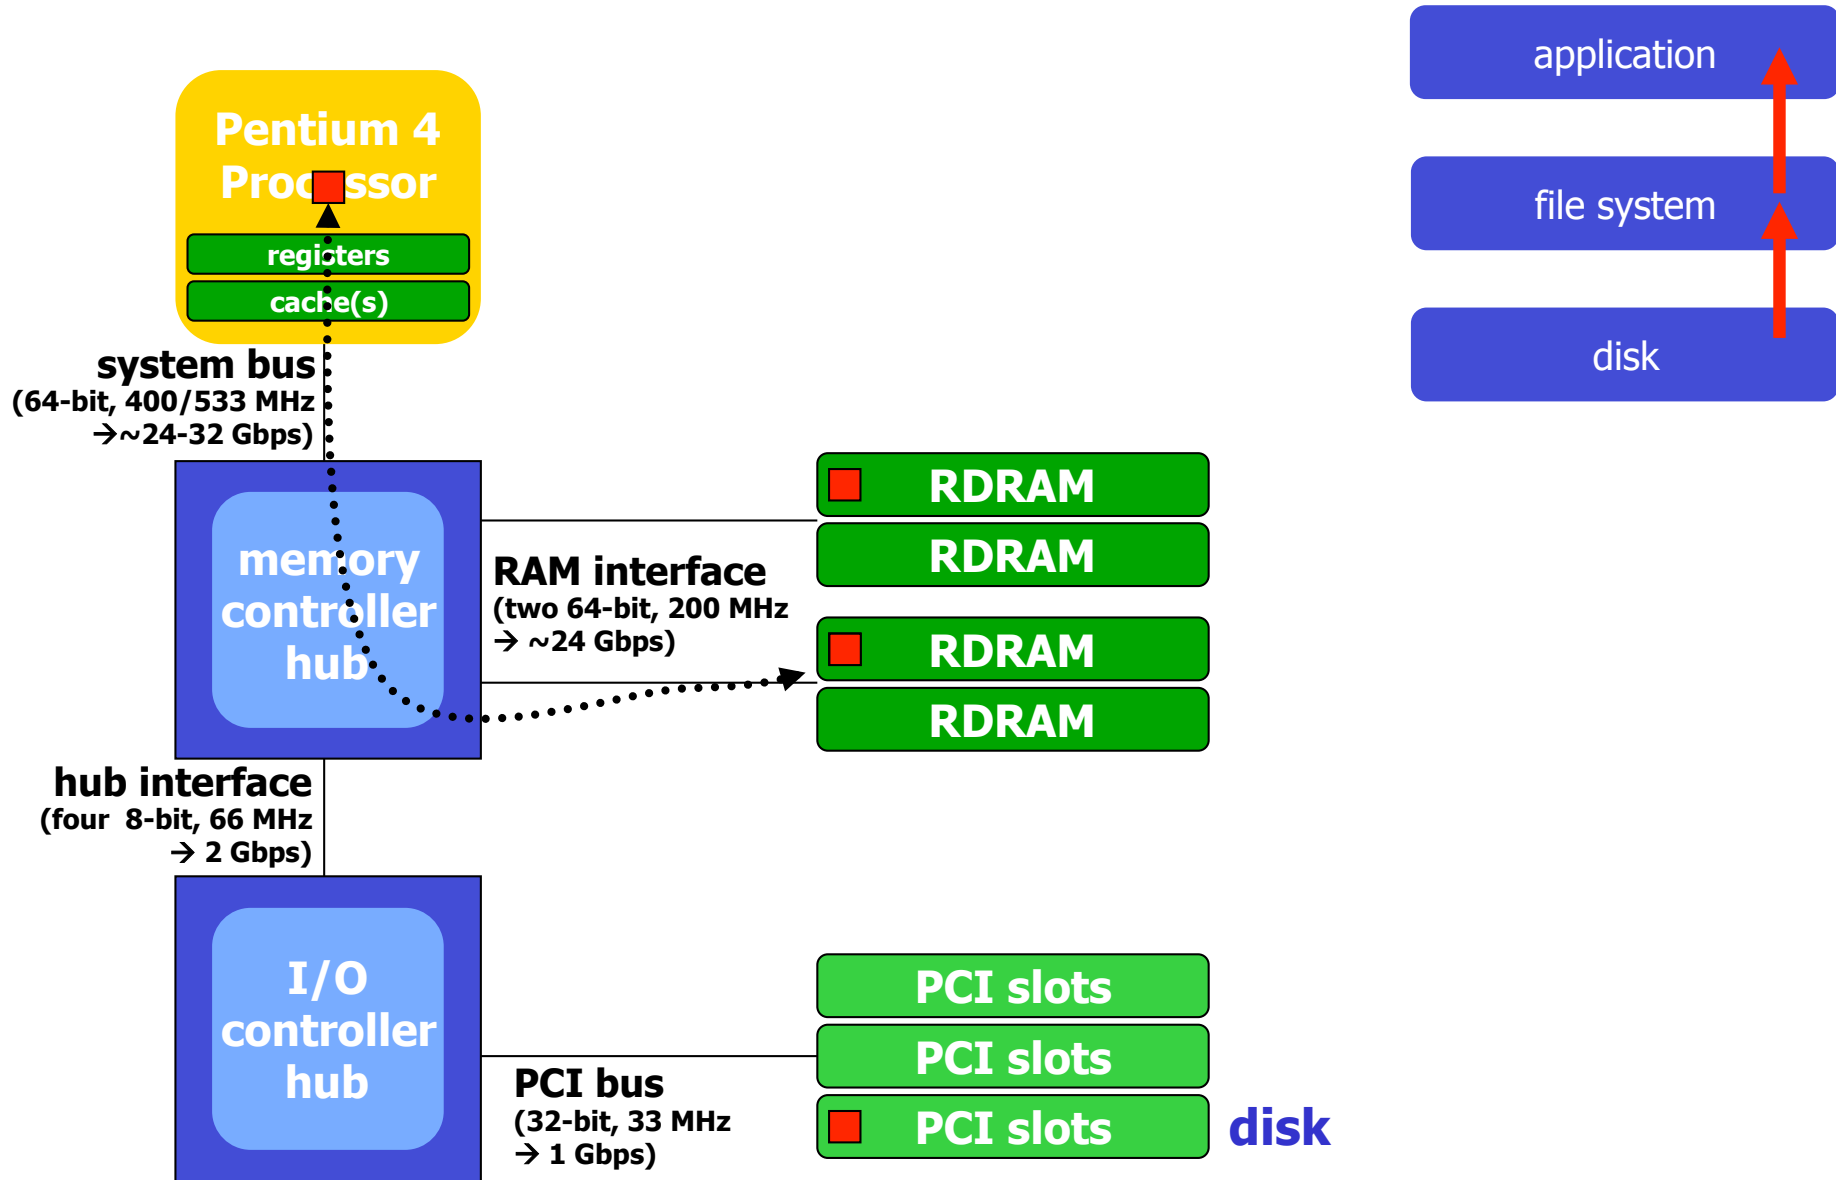 application
Pentium 4
Processor
file system
registers
cache(s)
disk
system bus
(64-bit, 400/533 MHz
→~24-32 Gbps)
RDRAM
RDRAM
memory
controller
hub
RAM interface
(two 64-bit, 200 MHz
→ ~24 Gbps)
RDRAM
RDRAM
hub interface
(four 8-bit, 66 MHz
→ 2 Gbps)
I/O
controller
hub
PCI slots
PCI slots
PCI bus
(32-bit, 33 MHz
→ 1 Gbps)
PCI slots
disk